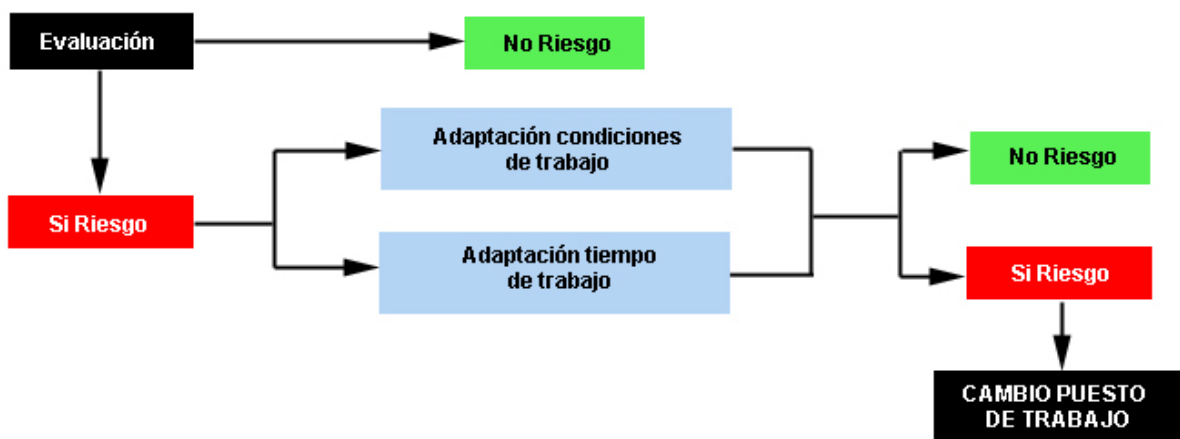 Evaluación
No Riesgo
Adaptación condiciones
de trabajo
No Riesgo
Si Riesgo
Adaptación tiempo
de trabajo
Si Riesgo
CAMBIO PUESTO
DE TRABAJO